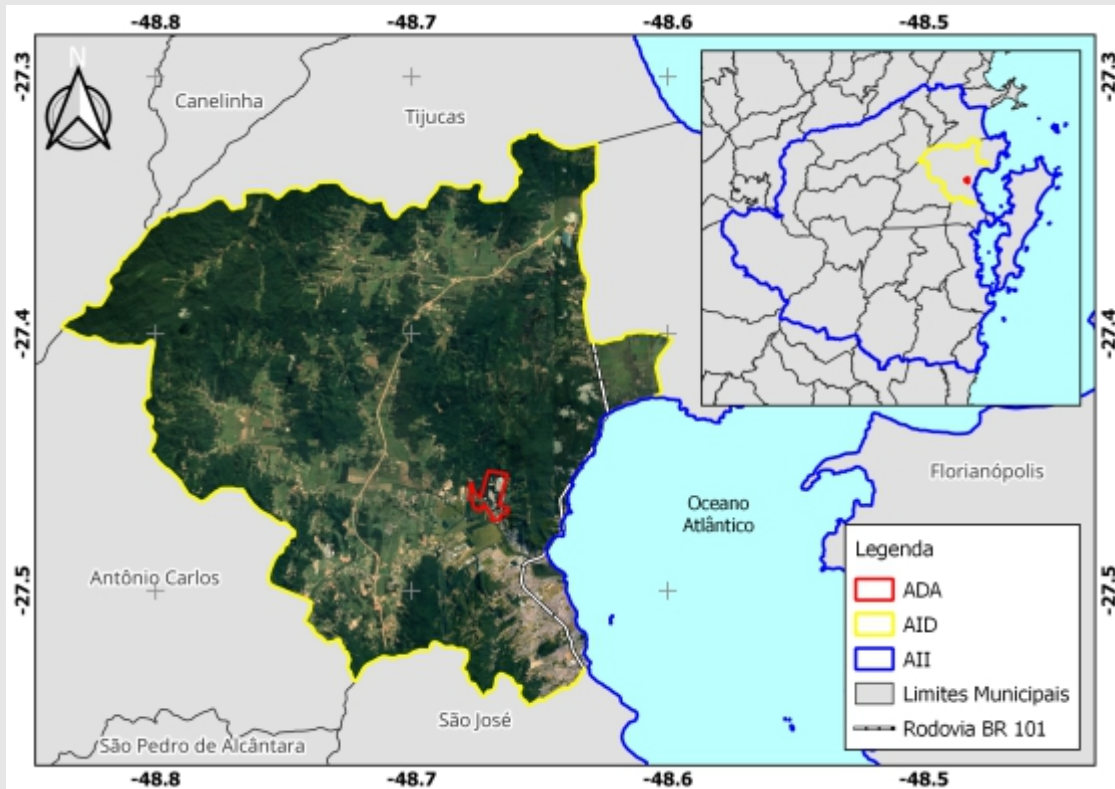 -48.8
-48.7
-48.6
-48.5
-27.3
-27.3
N
Canelinha
Tijucas
-27.4
-27.4
Florianópolis
Oceano
Atlântico
Legenda
ADA
AID
AII
Limites Municipais
Rodovia BR 101
Antônio Carlos
-27.5
-27.5
São José
São Pedro de Alcântara
-48.8
-48.7
-48.6
-48.5